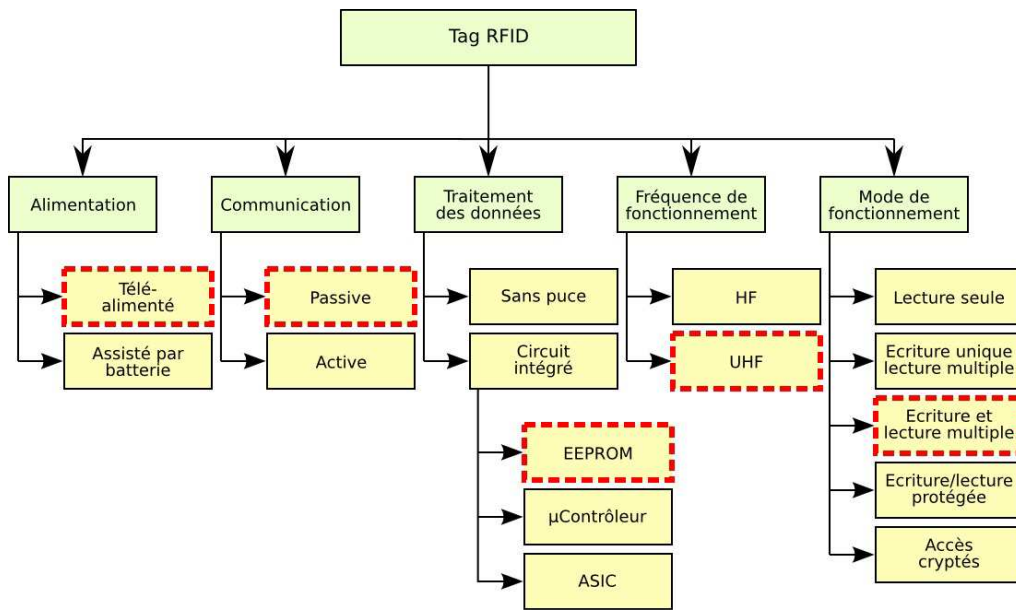 Tag RFID
Alimentation
Communication
Traitement
des données
Fréquence de
fonctionnement
Mode de
fonctionnement
Télé-
alimenté
Assisté par
batterie
Passive
Active
Sans puce
Circuit
intégré
EEPROM
µContrôleur
ASIC
HF
UHF
Lecture seule
Ecriture unique
lecture multiple
Ecriture et
lecture multiple
Ecriture/lecture
protégée
Accès
cryptés